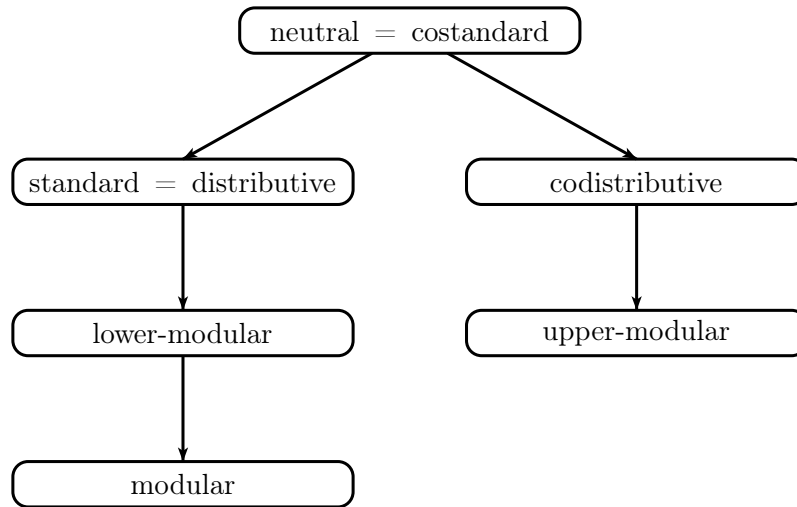 neutral = costandard
standard = distributive
codistributive
lower-modular
upper-modular
modular